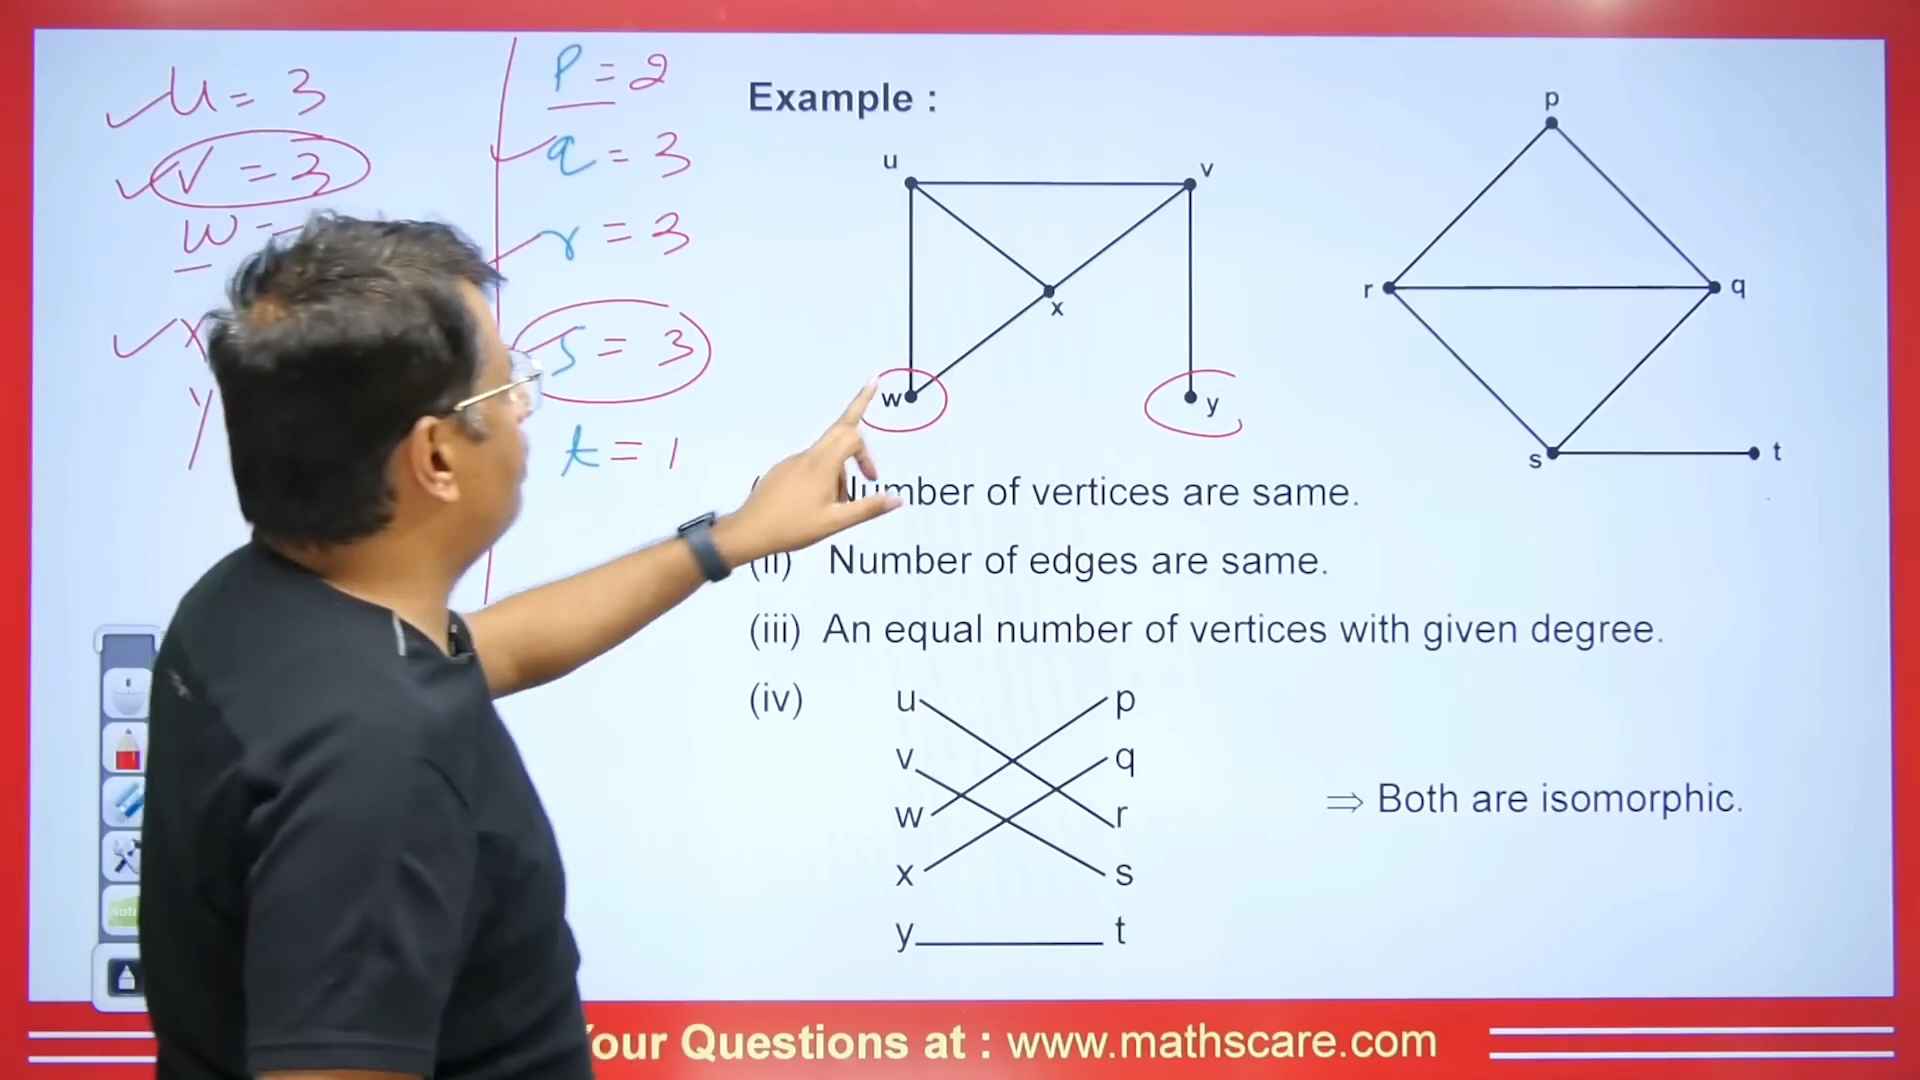 u = 3
v = 3
w =
x
y
p = 2
q = 3
r = 3
s = 3
t = 1
Example :
u
v
x
w
y
p
r
q
s
t
Number of vertices are same.
(ii) Number of edges are same.
(iii) An equal number of vertices with given degree.
(iv)
u p
v q
w r
x s
y t
⇒ Both are isomorphic.
Your Questions at : www.mathscare.com